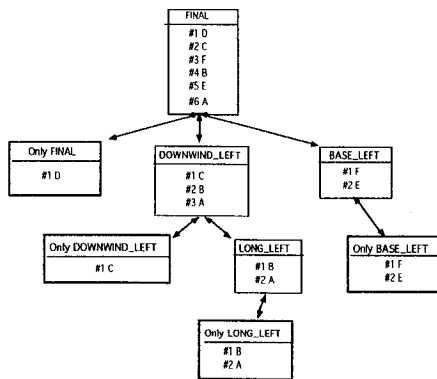 FINAL
#1 D
#2 C
#3 F
#4 B
#5 E
#6 A
Only FINAL
#1 D
DOWNWIND_LEFT
#1 C
#2 B
#3 A
BASE_LEFT
#1 F
#2 E
Only DOWNWIND_LEFT
#1 C
LONG_LEFT
#1 B
#2 A
Only BASE_LEFT
#1 F
#2 E
Only LONG_LEFT
#1 B
#2 A